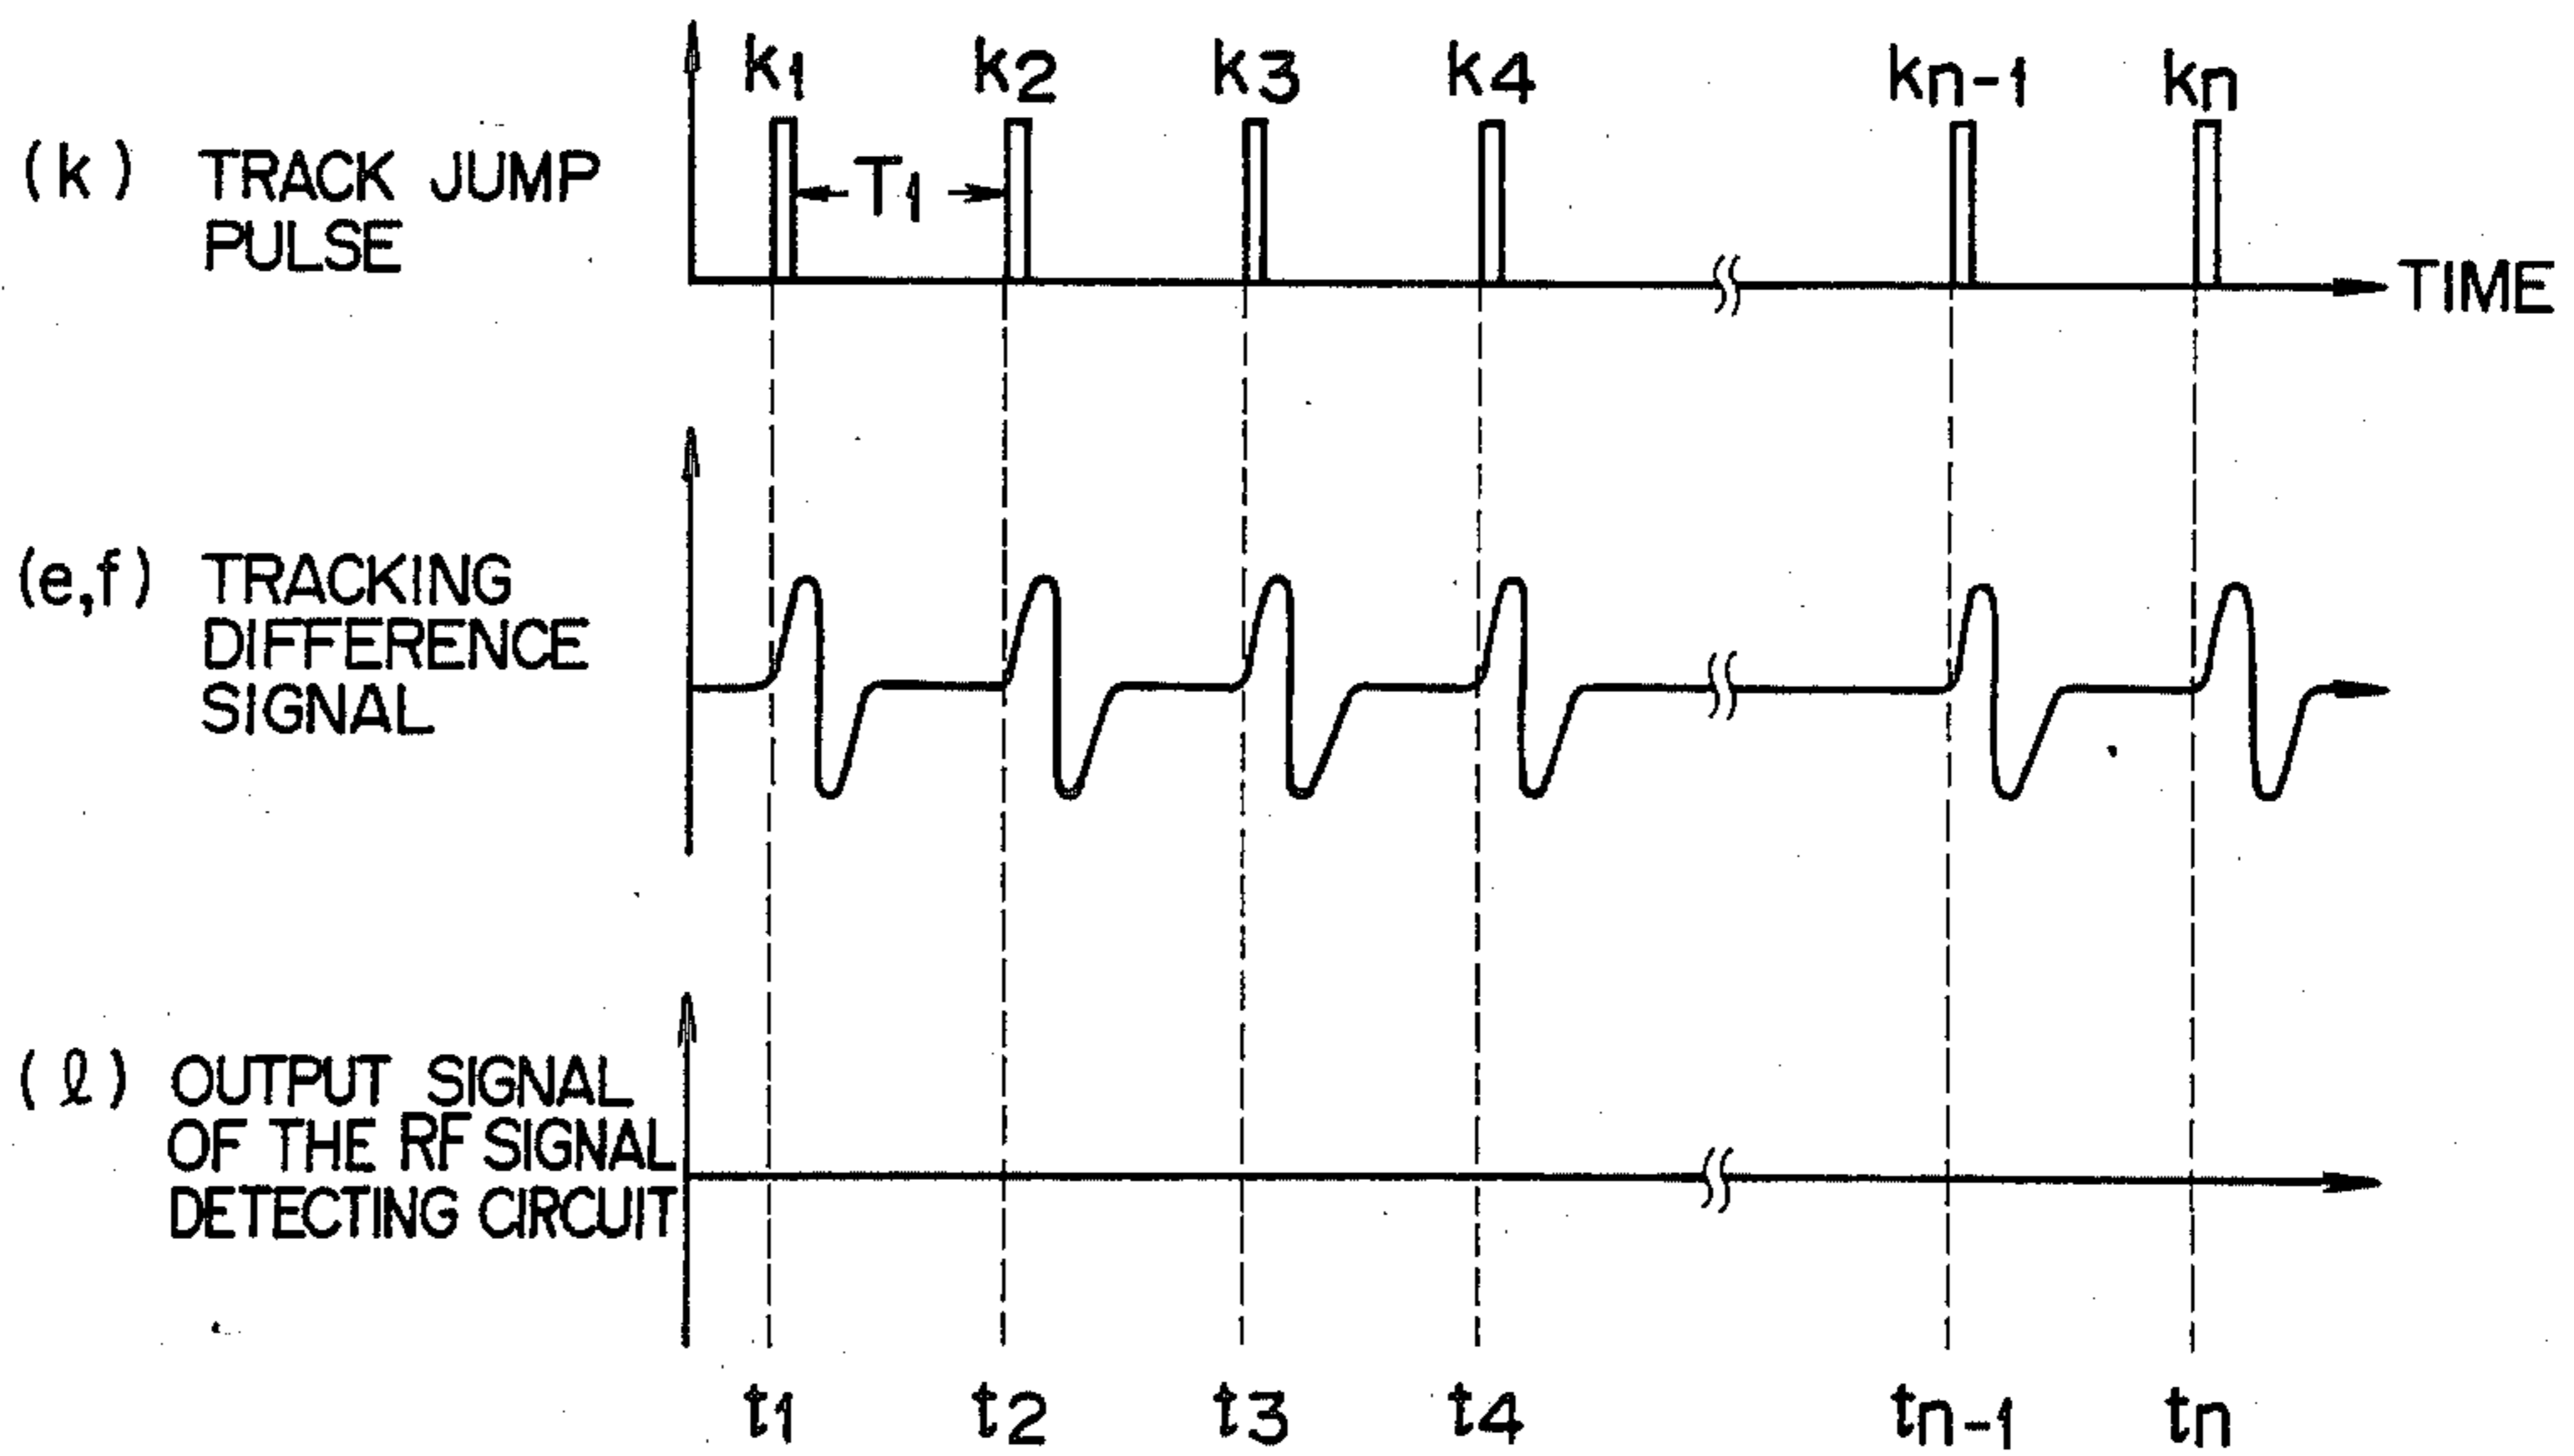 k1 k2 k3 k4 kn-1 kn
(k) TRACK JUMP
PULSE
T1
TIME
(e,f) TRACKING
DIFFERENCE
SIGNAL
(ℓ) OUTPUT SIGNAL
OF THE RF SIGNAL
DETECTING CIRCUIT
t1 t2 t3 t4 tn-1 tn